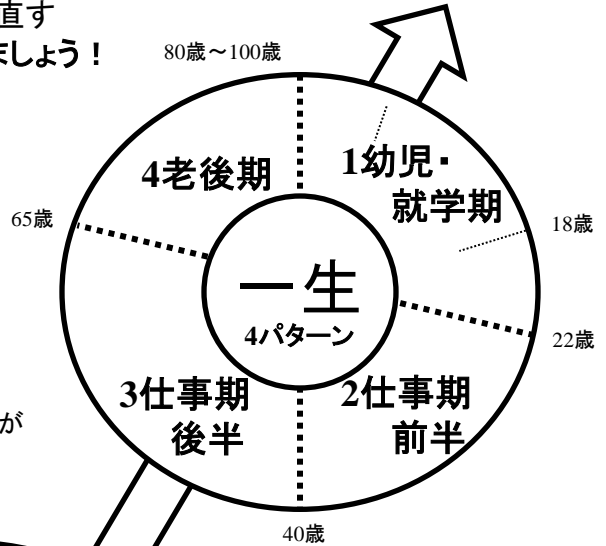 直す
ましょう！
80歳～100歳
4老後期
1幼児・
就学期
65歳
18歳
一生
4パターン
22歳
3仕事期
後半
2仕事期
前半
が
40歳